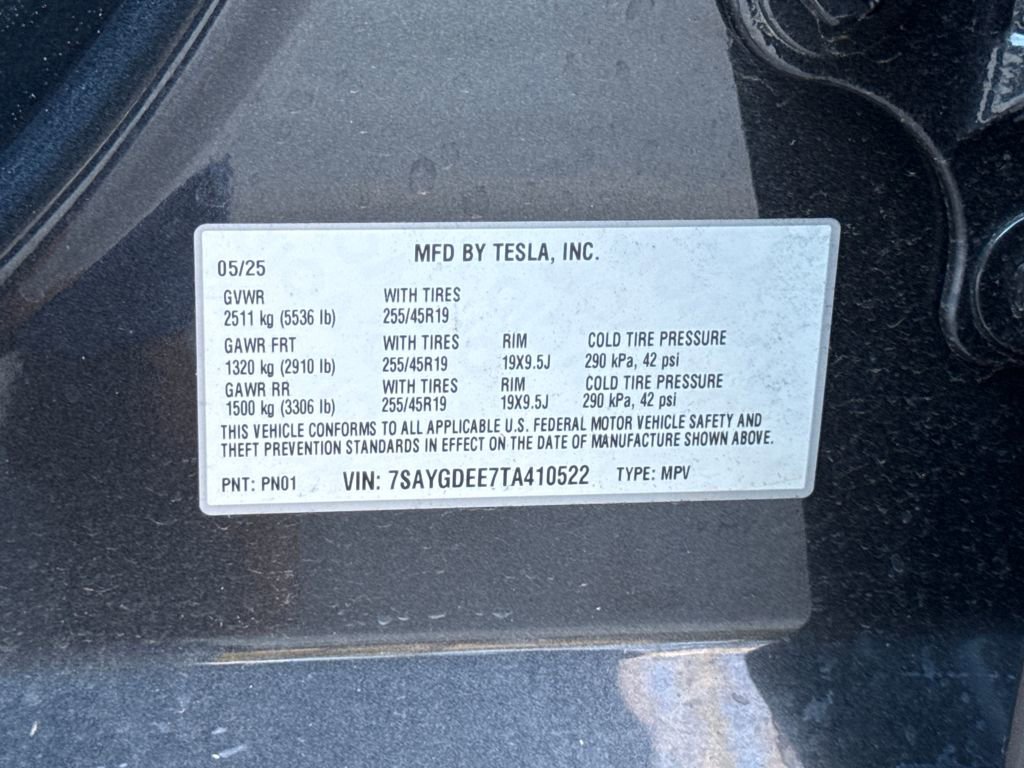 MFD BY TESLA, INC.
05/25
GVWR WITH TIRES
2511 kg (5536 lb) 255/45R19
GAWR FRT WITH TIRES RIM COLD TIRE PRESSURE
1320 kg (2910 lb) 255/45R19 19X9.5J 290 kPa, 42 psi
GAWR RR WITH TIRES RIM COLD TIRE PRESSURE
1500 kg (3306 lb) 255/45R19 19X9.5J 290 kPa, 42 psi
THIS VEHICLE CONFORMS TO ALL APPLICABLE U.S. FEDERAL MOTOR VEHICLE SAFETY AND
THEFT PREVENTION STANDARDS IN EFFECT ON THE DATE OF MANUFACTURE SHOWN ABOVE.
PNT: PN01 VIN: 7SAYGDEE7TA410522 TYPE: MPV